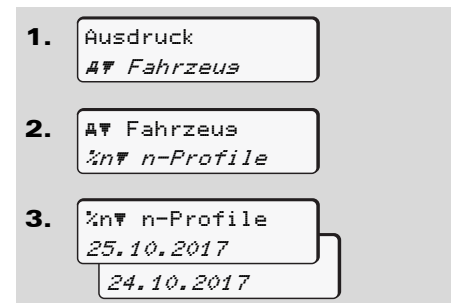 1. Ausdruck
A▼ Fahrzeug
2. A▼ Fahrzeug
%n▼ n-Profile
3. %n▼ n-Profile
25.10.2017
24.10.2017